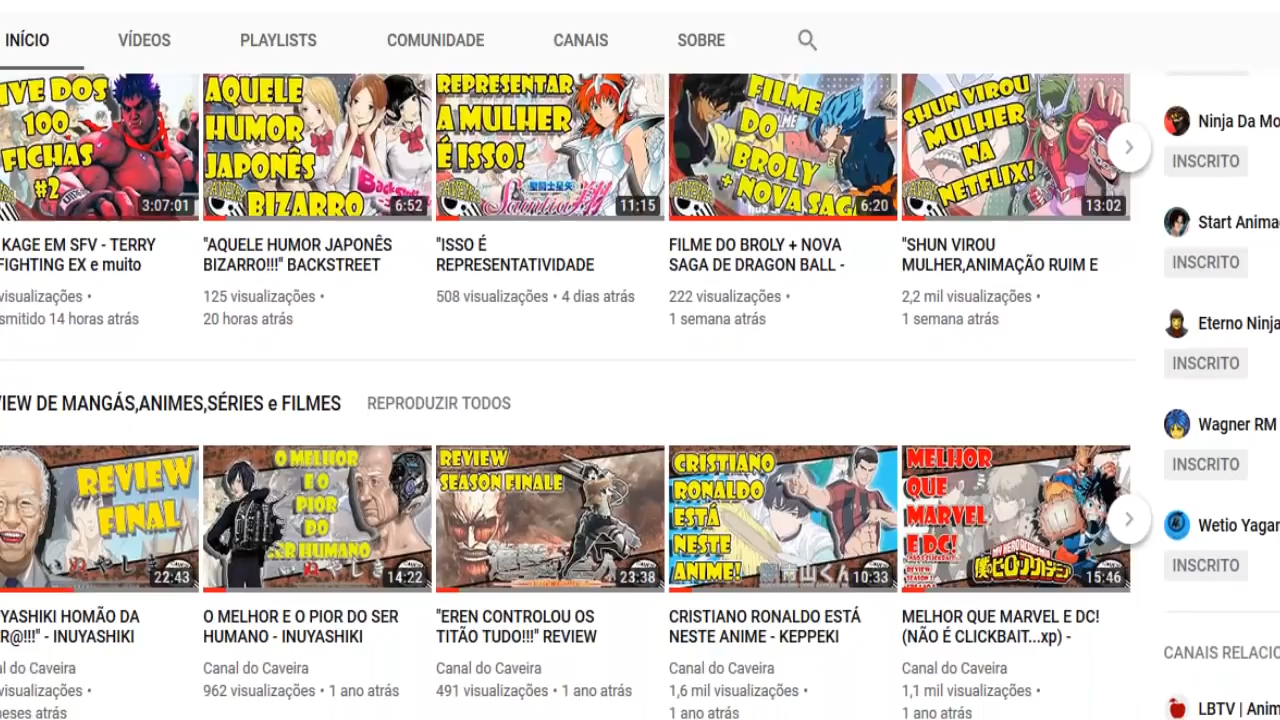 INÍCIO VÍDEOS PLAYLISTS COMUNIDADE CANAIS SOBRE
IVE DOS
100
FICHAS
#2
3:07:01
AQUELE
HUMOR
JAPONÊS
BIZARRO
6:52
REPRESENTAR
A MULHER
É ISSO!
11:15
FILME
DO
BROLY
+ NOVA
SAGA
6:20
SHUN VIROU
MULHER
NA
NETFLIX!
13:02
KAGE EM SFV - TERRY
FIGHTING EX e muito
visualizações •
smitido 14 horas atrás
"AQUELE HUMOR JAPONÊS
BIZARRO!!!" BACKSTREET
125 visualizações •
20 horas atrás
"ISSO É
REPRESENTATIVIDADE
508 visualizações • 4 dias atrás
FILME DO BROLY + NOVA
SAGA DE DRAGON BALL -
222 visualizações •
1 semana atrás
"SHUN VIROU
MULHER,ANIMAÇÃO RUIM E
2,2 mil visualizações •
1 semana atrás
Ninja Da Mo
INSCRITO
Start Anima
INSCRITO
Eterno Ninja
INSCRITO
Wagner RM
INSCRITO
Wetio Yagar
INSCRITO
CANAIS RELACIO
LBTV | Anim
VIEW DE MANGÁS,ANIMES,SÉRIES e FILMES REPRODUZIR TODOS
REVIEW
FINAL
22:43
O MELHOR
E O
PIOR
DO
SER HUMANO
14:22
REVIEW
SEASON FINALE
23:38
CRISTIANO
RONALDO
ESTÁ
NESTE
ANIME!
10:33
MELHOR
QUE
MARVEL
E DC!
MY HERO ACADEMIA
15:46
YASHIKI HOMÃO DA
R@!!!" - INUYASHIKI
al do Caveira
visualizações •
eses atrás
O MELHOR E O PIOR DO SER
HUMANO - INUYASHIKI
Canal do Caveira
962 visualizações • 1 ano atrás
"EREN CONTROLOU OS
TITÃO TUDO!!!" REVIEW
Canal do Caveira
491 visualizações • 1 ano atrás
CRISTIANO RONALDO ESTÁ
NESTE ANIME - KEPPEKI
Canal do Caveira
1,6 mil visualizações •
1 ano atrás
MELHOR QUE MARVEL E DC!
(NÃO É CLICKBAIT...xp) -
Canal do Caveira
1,1 mil visualizações •
1 ano atrás